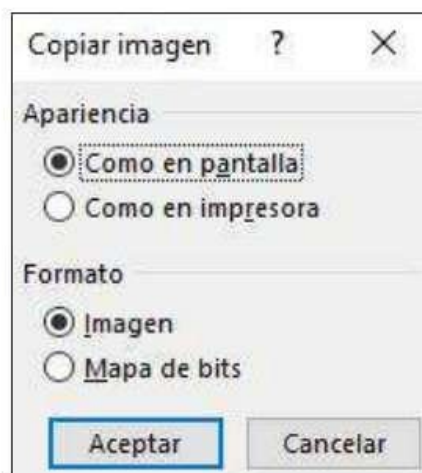 Copiar imagen ?
Apariencia
Como en pantalla
Como en impresora
Formato
Imagen
Mapa de bits
Aceptar Cancelar